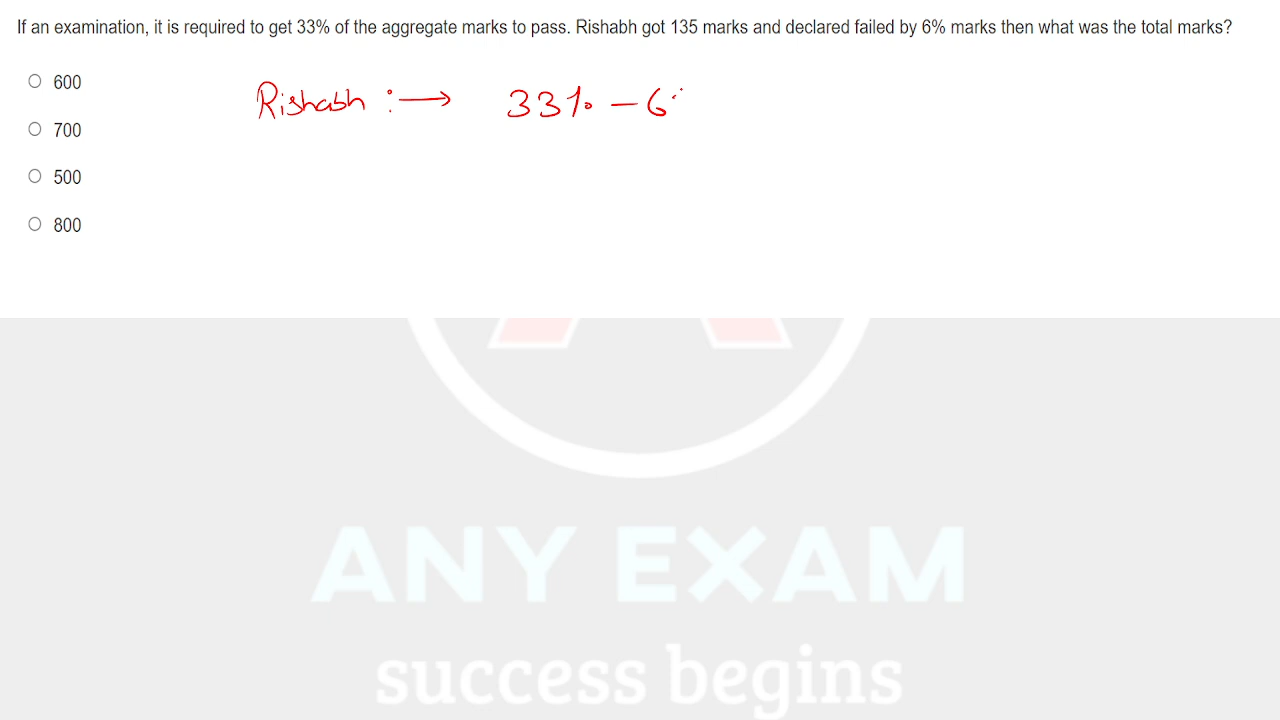 If an examination, it is required to get 33% of the aggregate marks to pass. Rishabh got 135 marks and declared failed by 6% marks then what was the total marks?
600
Rishabh :→ 33% - 6
700
500
800
ANY EXAM
success begins